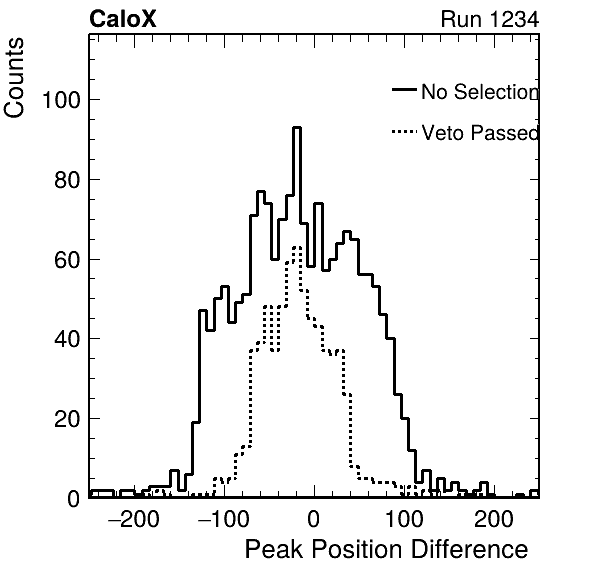 CaloX Run 1234
Counts
No Selection
Veto Passed
100
80
60
40
20
0
−200 −100 0 100 200
Peak Position Difference